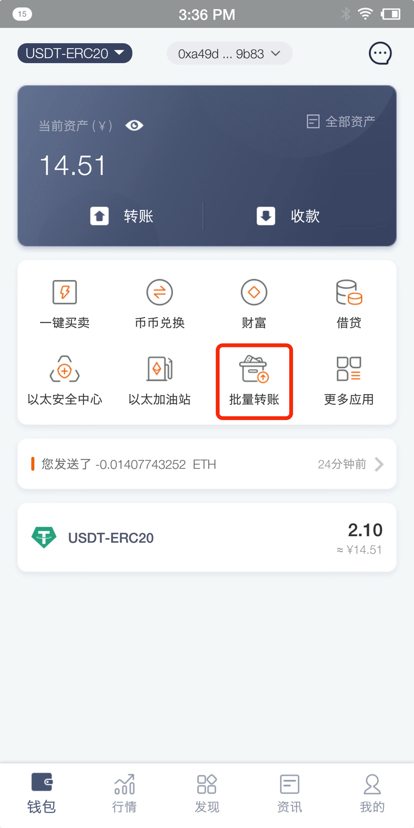 15
3:36 PM
USDT-ERC20
0xa49d ... 9b83
当前资产 (¥)
全部资产
14.51
转账
收款
一键买卖
币币兑换
财富
借贷
以太安全中心
以太加油站
批量转账
更多应用
您发送了 -0.01407743252 ETH
24分钟前
USDT-ERC20
2.10
≈ ¥14.51
钱包
行情
发现
资讯
我的